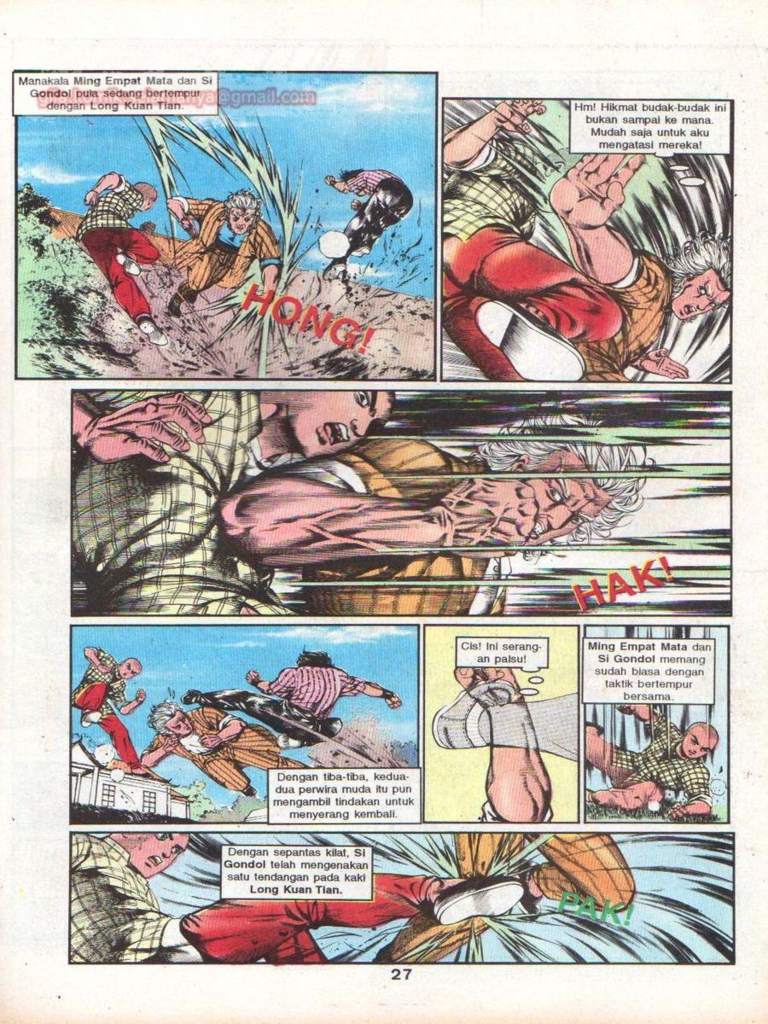 Manakala Ming Empat Mata dan Si
Gondol pula sedang bertempur
dengan Long Kuan Tian.
@gmail.com
HONG!
Hm! Hikmat budak-budak ini
bukan sampai ke mana.
Mudah saja untuk aku
mengatasi mereka!
HAK!
Dengan tiba-tiba, kedua-
dua perwira muda itu pun
mengambil tindakan untuk
menyerang kembali.
Cis! Ini serang-
an palsu!
Ming Empat Mata dan
Si Gondol memang
sudah biasa dengan
taktik bertempur
bersama.
Dengan sepantas kilat, Si
Gondol telah mengenakan
satu tendangan pada kaki
Long Kuan Tian.
PAK!
27